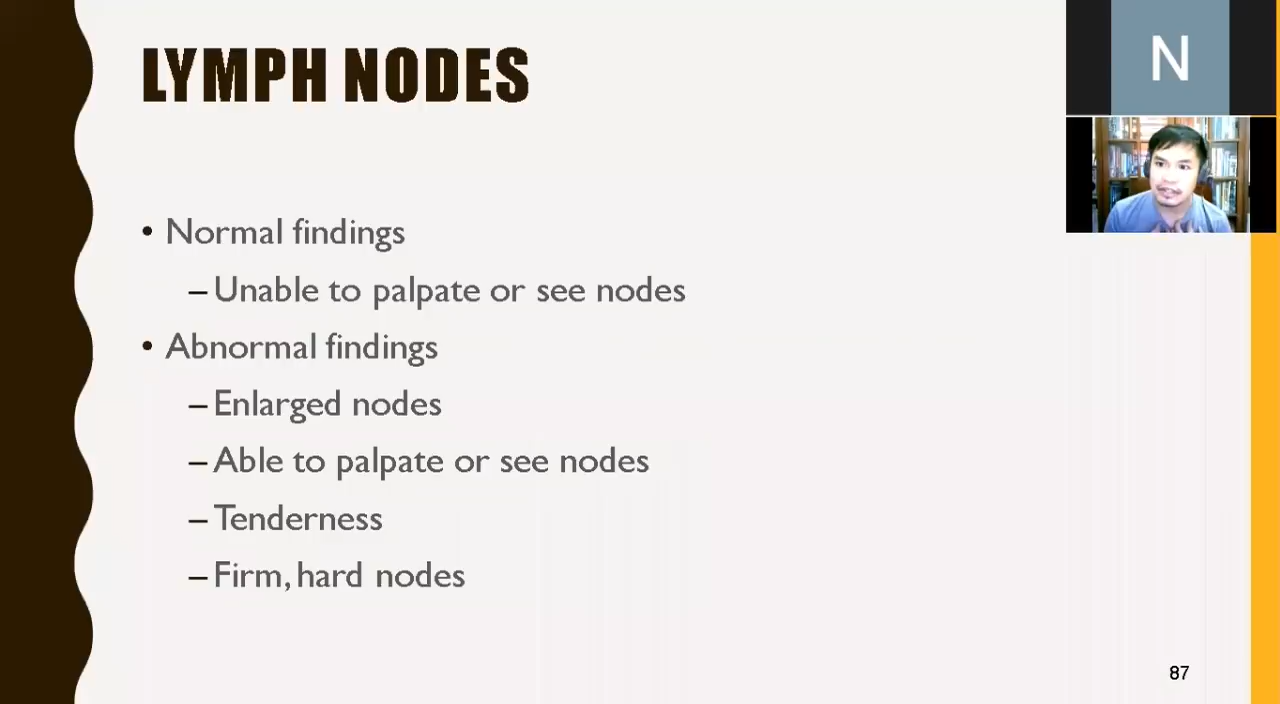 LYMPH NODES
N
• Normal findings
– Unable to palpate or see nodes
• Abnormal findings
– Enlarged nodes
– Able to palpate or see nodes
– Tenderness
– Firm, hard nodes
87